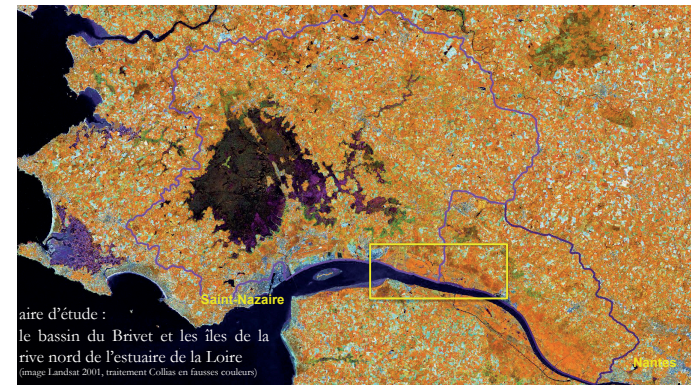 Saint-Nazaire
aire d'étude :
le bassin du Brivet et les îles de la
rive nord de l'estuaire de la Loire
(image Landsat 2001, traitement Collias en fausses couleurs)
Nantes